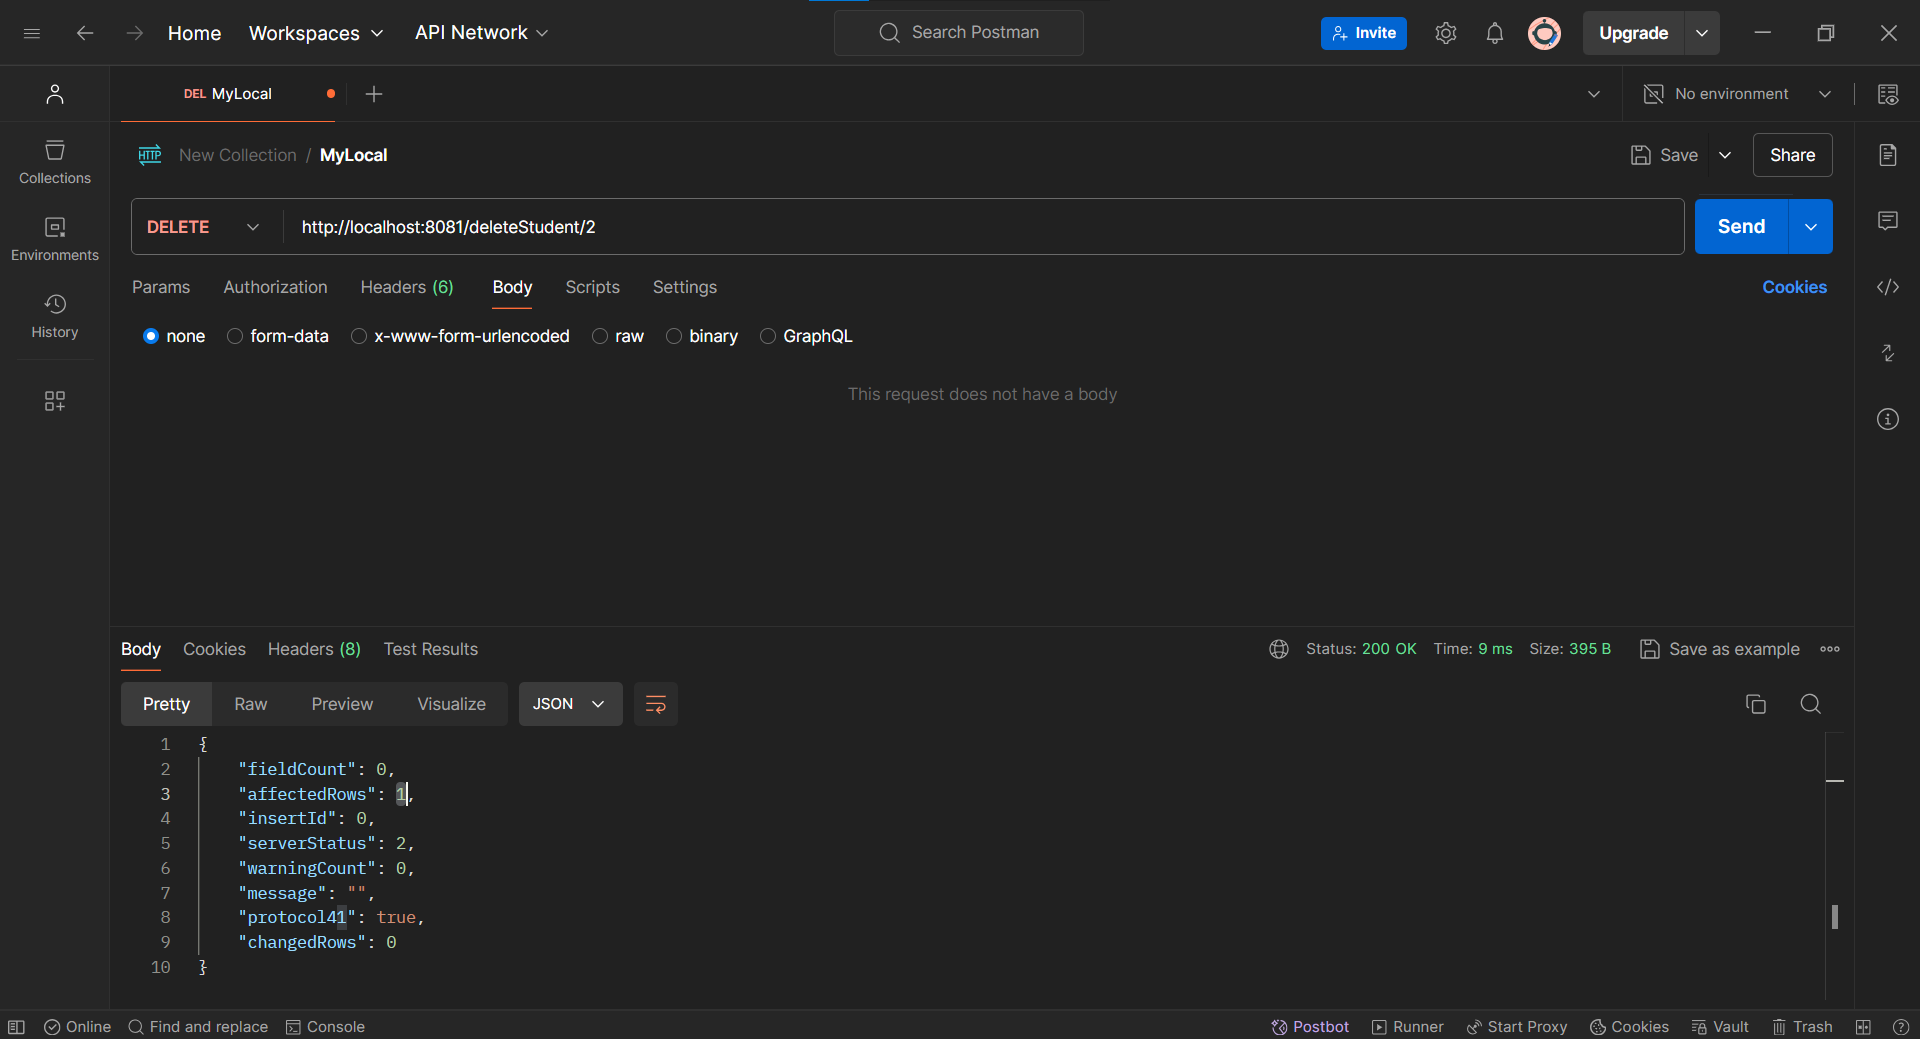 Home Workspaces API Network Search Postman Invite Upgrade
DEL MyLocal No environment
HTTP New Collection / MyLocal Save Share
Collections
DELETE http://localhost:8081/deleteStudent/2 Send
Environments
Params Authorization Headers (6) Body Scripts Settings Cookies
History
none form-data x-www-form-urlencoded raw binary GraphQL
This request does not have a body
Body Cookies Headers (8) Test Results Status: 200 OK Time: 9 ms Size: 395 B Save as example
Pretty Raw Preview Visualize JSON
1 {
2 "fieldCount": 0,
3 "affectedRows": 1,
4 "insertId": 0,
5 "serverStatus": 2,
6 "warningCount": 0,
7 "message": "",
8 "protocol41": true,
9 "changedRows": 0
10 }
Online Find and replace Console Postbot Runner Start Proxy Cookies Vault Trash